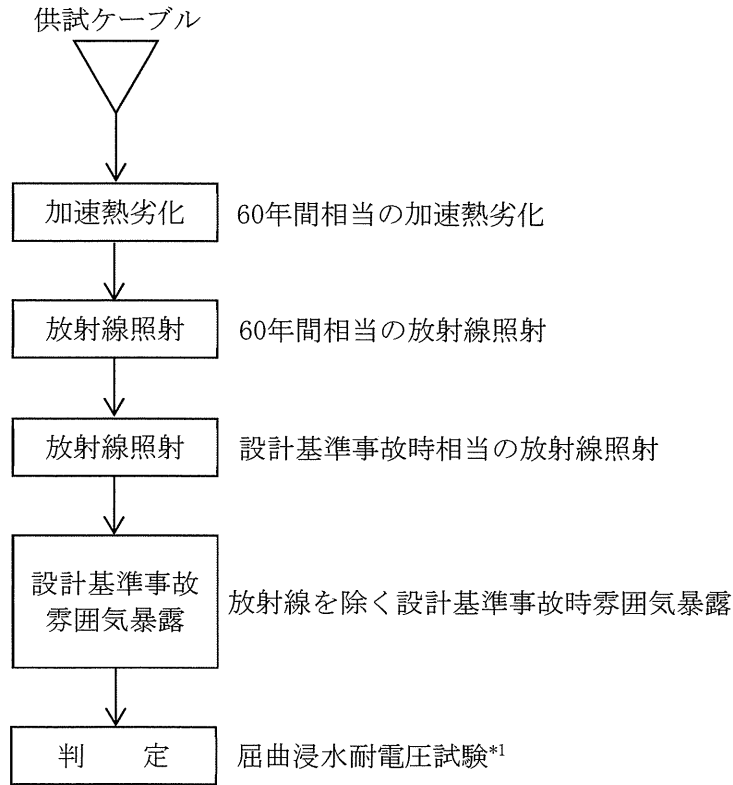 供試ケーブル
加速熱劣化 60年間相当の加速熱劣化
放射線照射 60年間相当の放射線照射
放射線照射 設計基準事故時相当の放射線照射
設計基準事故
雰囲気暴露
放射線を除く設計基準事故時雰囲気暴露
判 定 屈曲浸水耐電圧試験*1